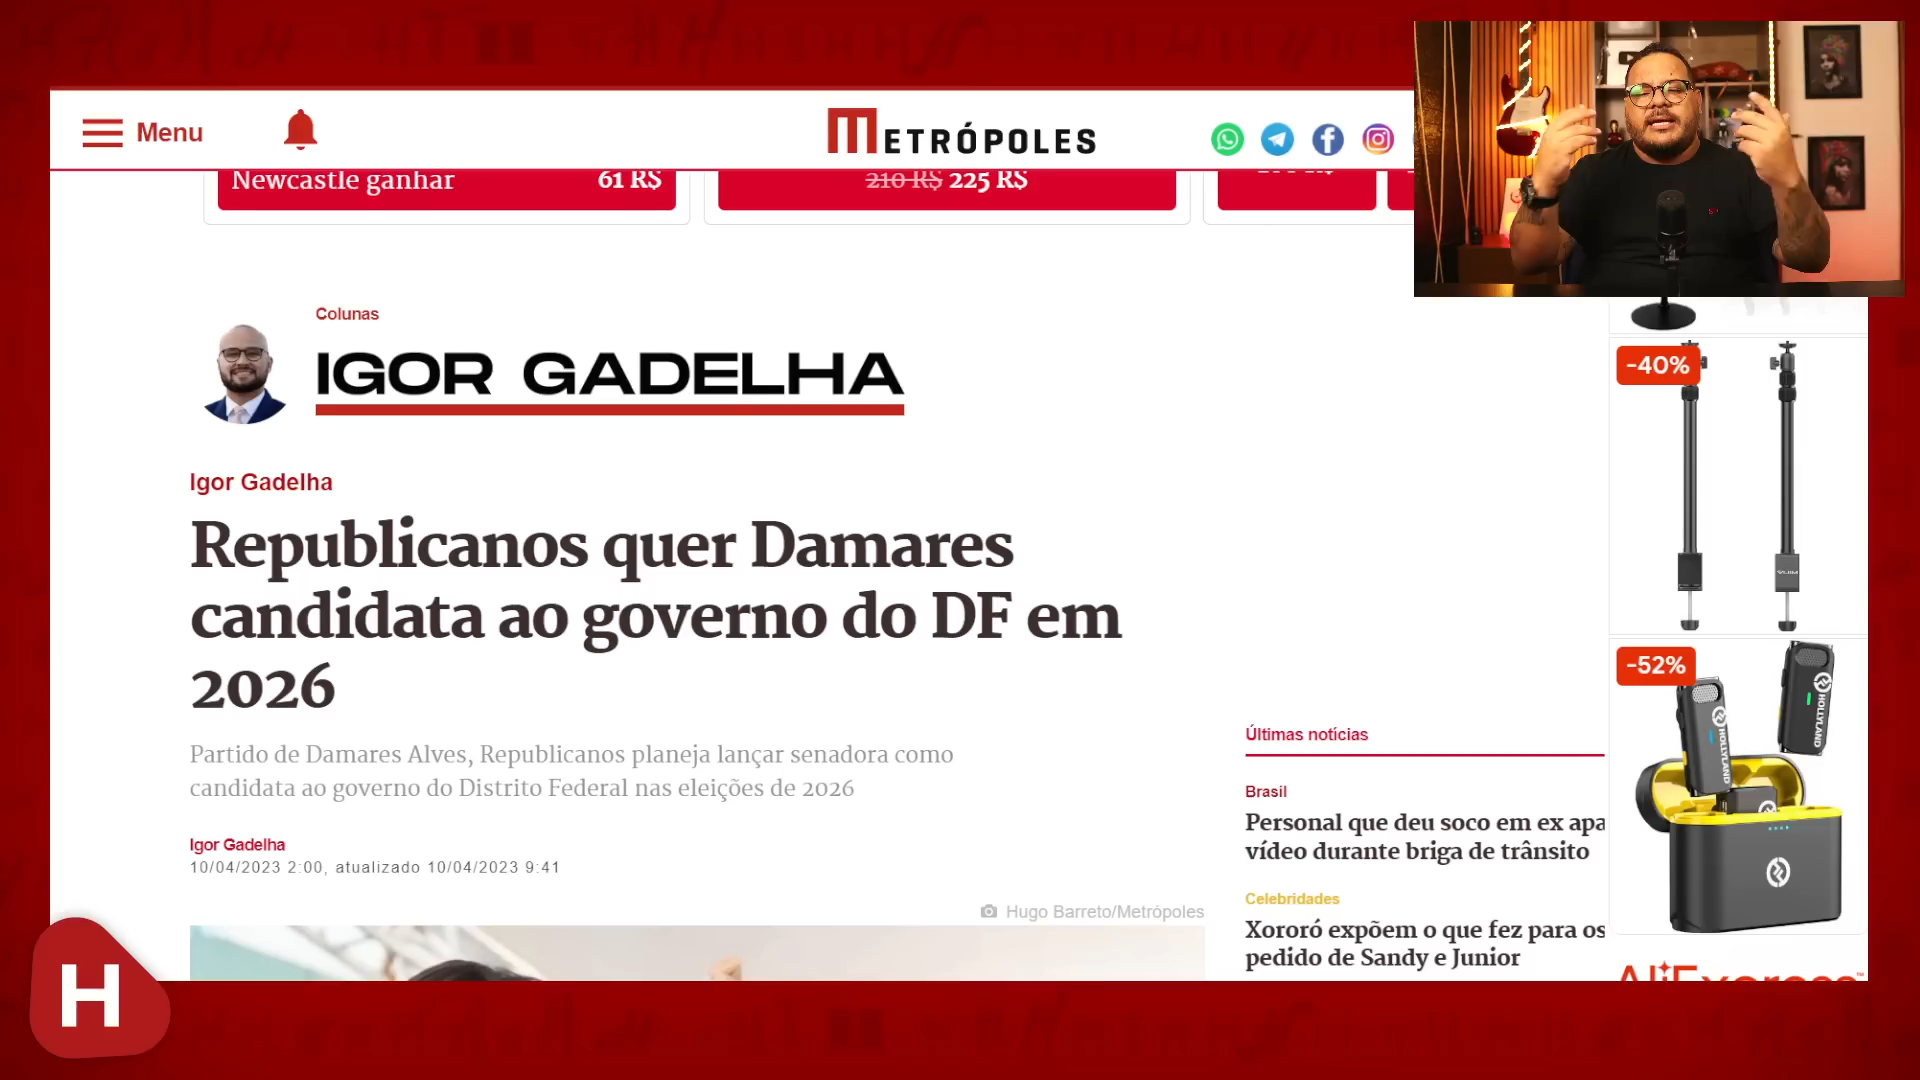 Menu
METRÓPOLES
Newcastle ganhar
61 R$
210 R$ 225 R$
Colunas
IGOR GADELHA
Igor Gadelha
Republicanos quer Damares
candidata ao governo do DF em
2026
Partido de Damares Alves, Republicanos planeja lançar senadora como
candidata ao governo do Distrito Federal nas eleições de 2026
Igor Gadelha
10/04/2023 2:00, atualizado 10/04/2023 9:41
Hugo Barreto/Metrópoles
Últimas notícias
Brasil
Personal que deu soco em ex apa
vídeo durante briga de trânsito
Celebridades
Xororó expõem o que fez para os
pedido de Sandy e Junior
-40%
-52%
HOLLYLAND
HOLLYLAND
AliExpress
H